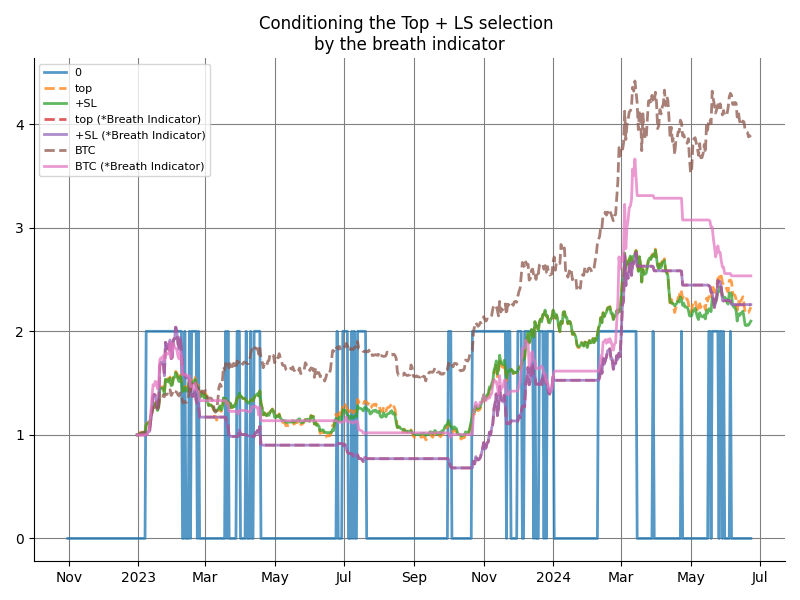 Conditioning the Top + LS selection
by the breath indicator
0
top
+SL
top (*Breath Indicator)
+SL (*Breath Indicator)
BTC
BTC (*Breath Indicator)
4
3
2
1
0
Nov 2023 Mar May Jul Sep Nov 2024 Mar May Jul